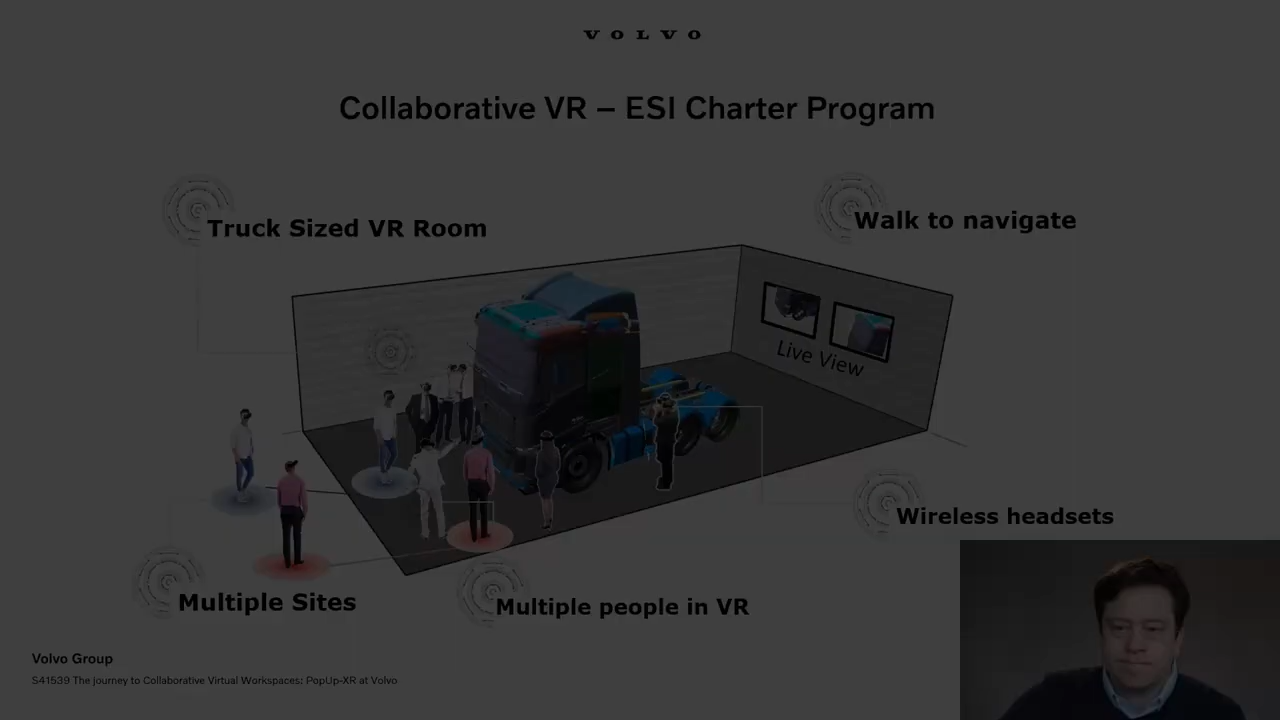 VOLVO
Collaborative VR – ESI Charter Program
Truck Sized VR Room
Walk to navigate
Live View
Wireless headsets
Multiple Sites
Multiple people in VR
Volvo Group
S41539 The journey to Collaborative Virtual Workspaces: PopUp-XR at Volvo